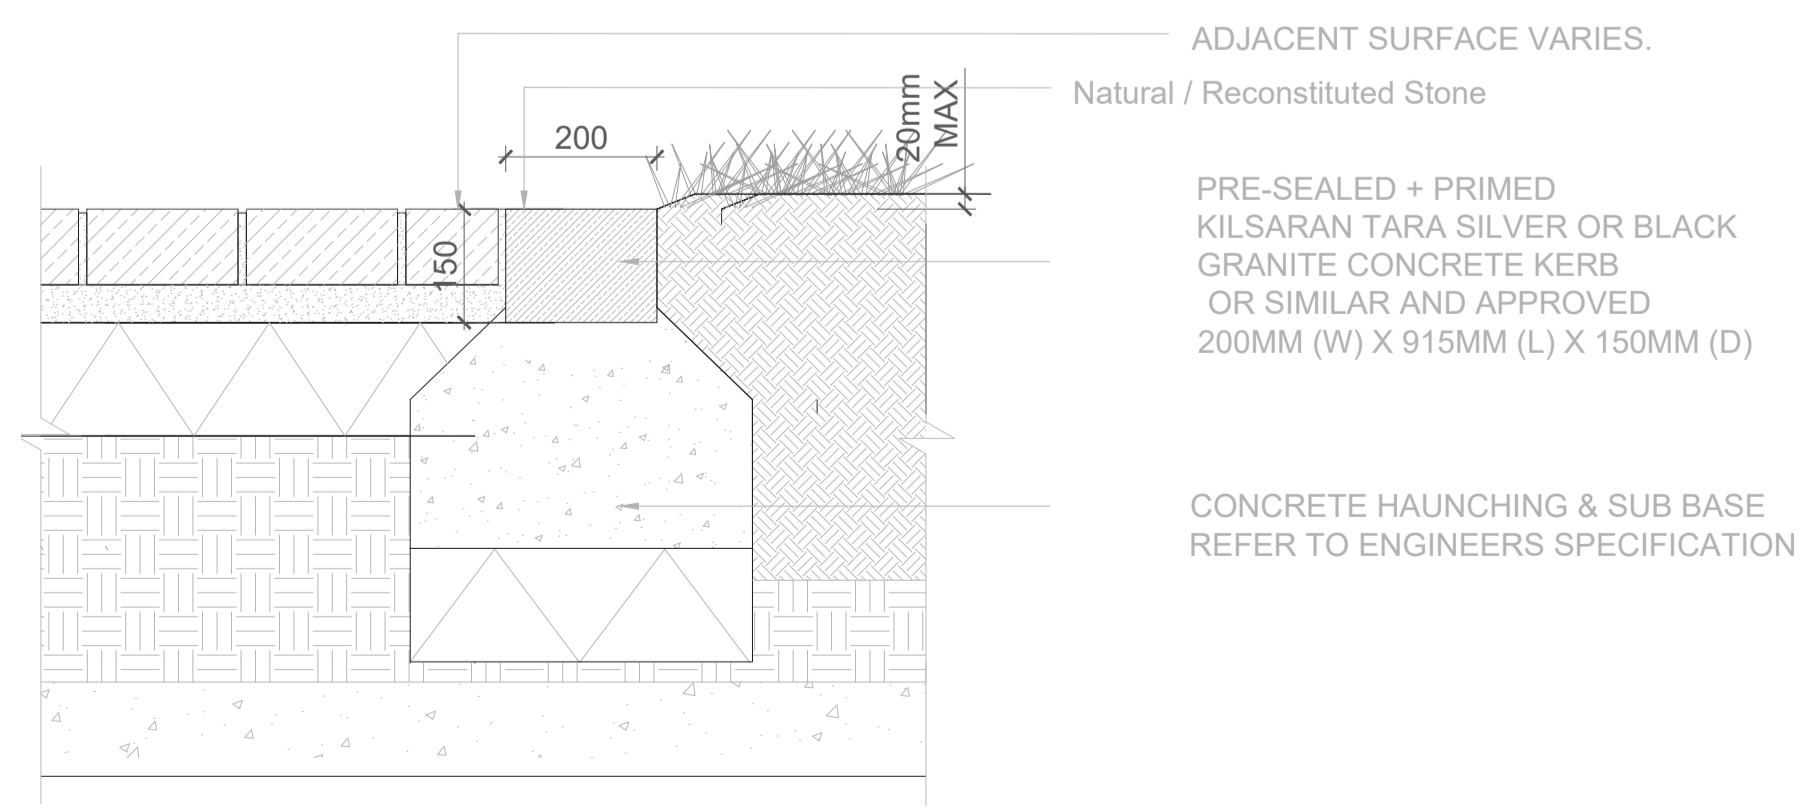 ADJACENT SURFACE VARIES.
Natural / Reconstituted Stone
20mm
MAX
200
150
PRE-SEALED + PRIMED
KILSARAN TARA SILVER OR BLACK
GRANITE CONCRETE KERB
OR SIMILAR AND APPROVED
200MM (W) X 915MM (L) X 150MM (D)
CONCRETE HAUNCHING & SUB BASE
REFER TO ENGINEERS SPECIFICATION